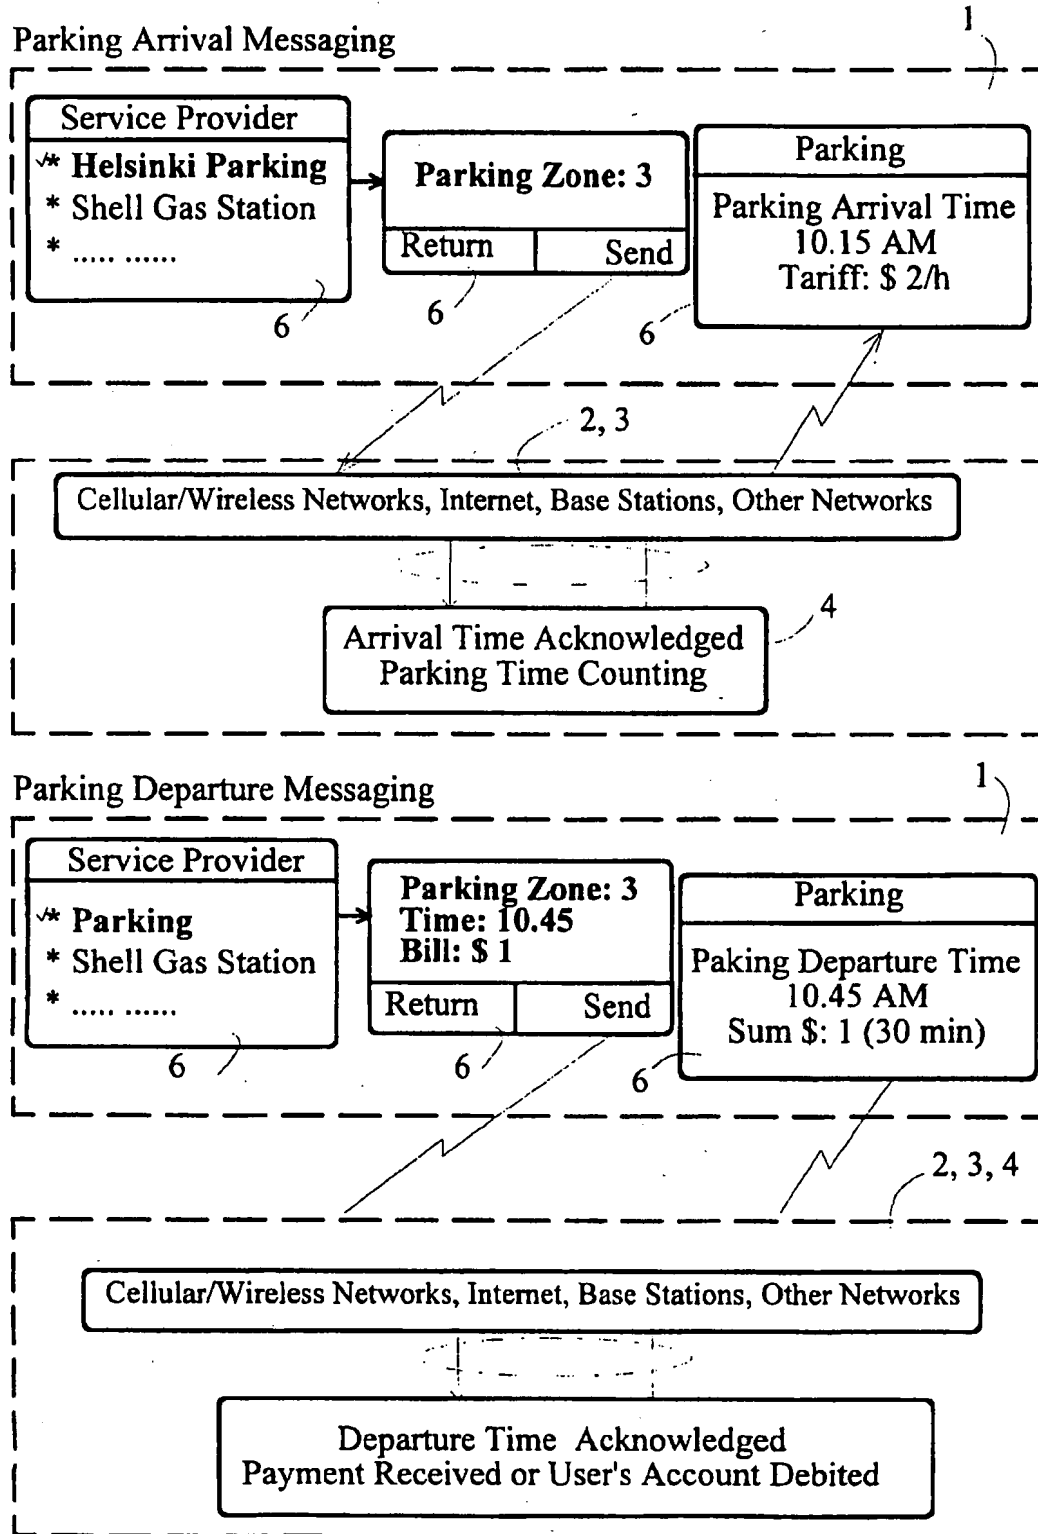 Parking Arrival Messaging
1
Service Provider
√* Helsinki Parking
* Shell Gas Station
* ..... ......
6
Parking Zone: 3
Return Send
6
Parking
Parking Arrival Time
10.15 AM
Tariff: $ 2/h
6
2, 3
Cellular/Wireless Networks, Internet, Base Stations, Other Networks
4
Arrival Time Acknowledged
Parking Time Counting
Parking Departure Messaging
1
Service Provider
√* Parking
* Shell Gas Station
* ..... ......
6
Parking Zone: 3
Time: 10.45
Bill: $ 1
Return Send
6
Parking
Paking Departure Time
10.45 AM
Sum $: 1 (30 min)
6
2, 3, 4
Cellular/Wireless Networks, Internet, Base Stations, Other Networks
Departure Time Acknowledged
Payment Received or User's Account Debited